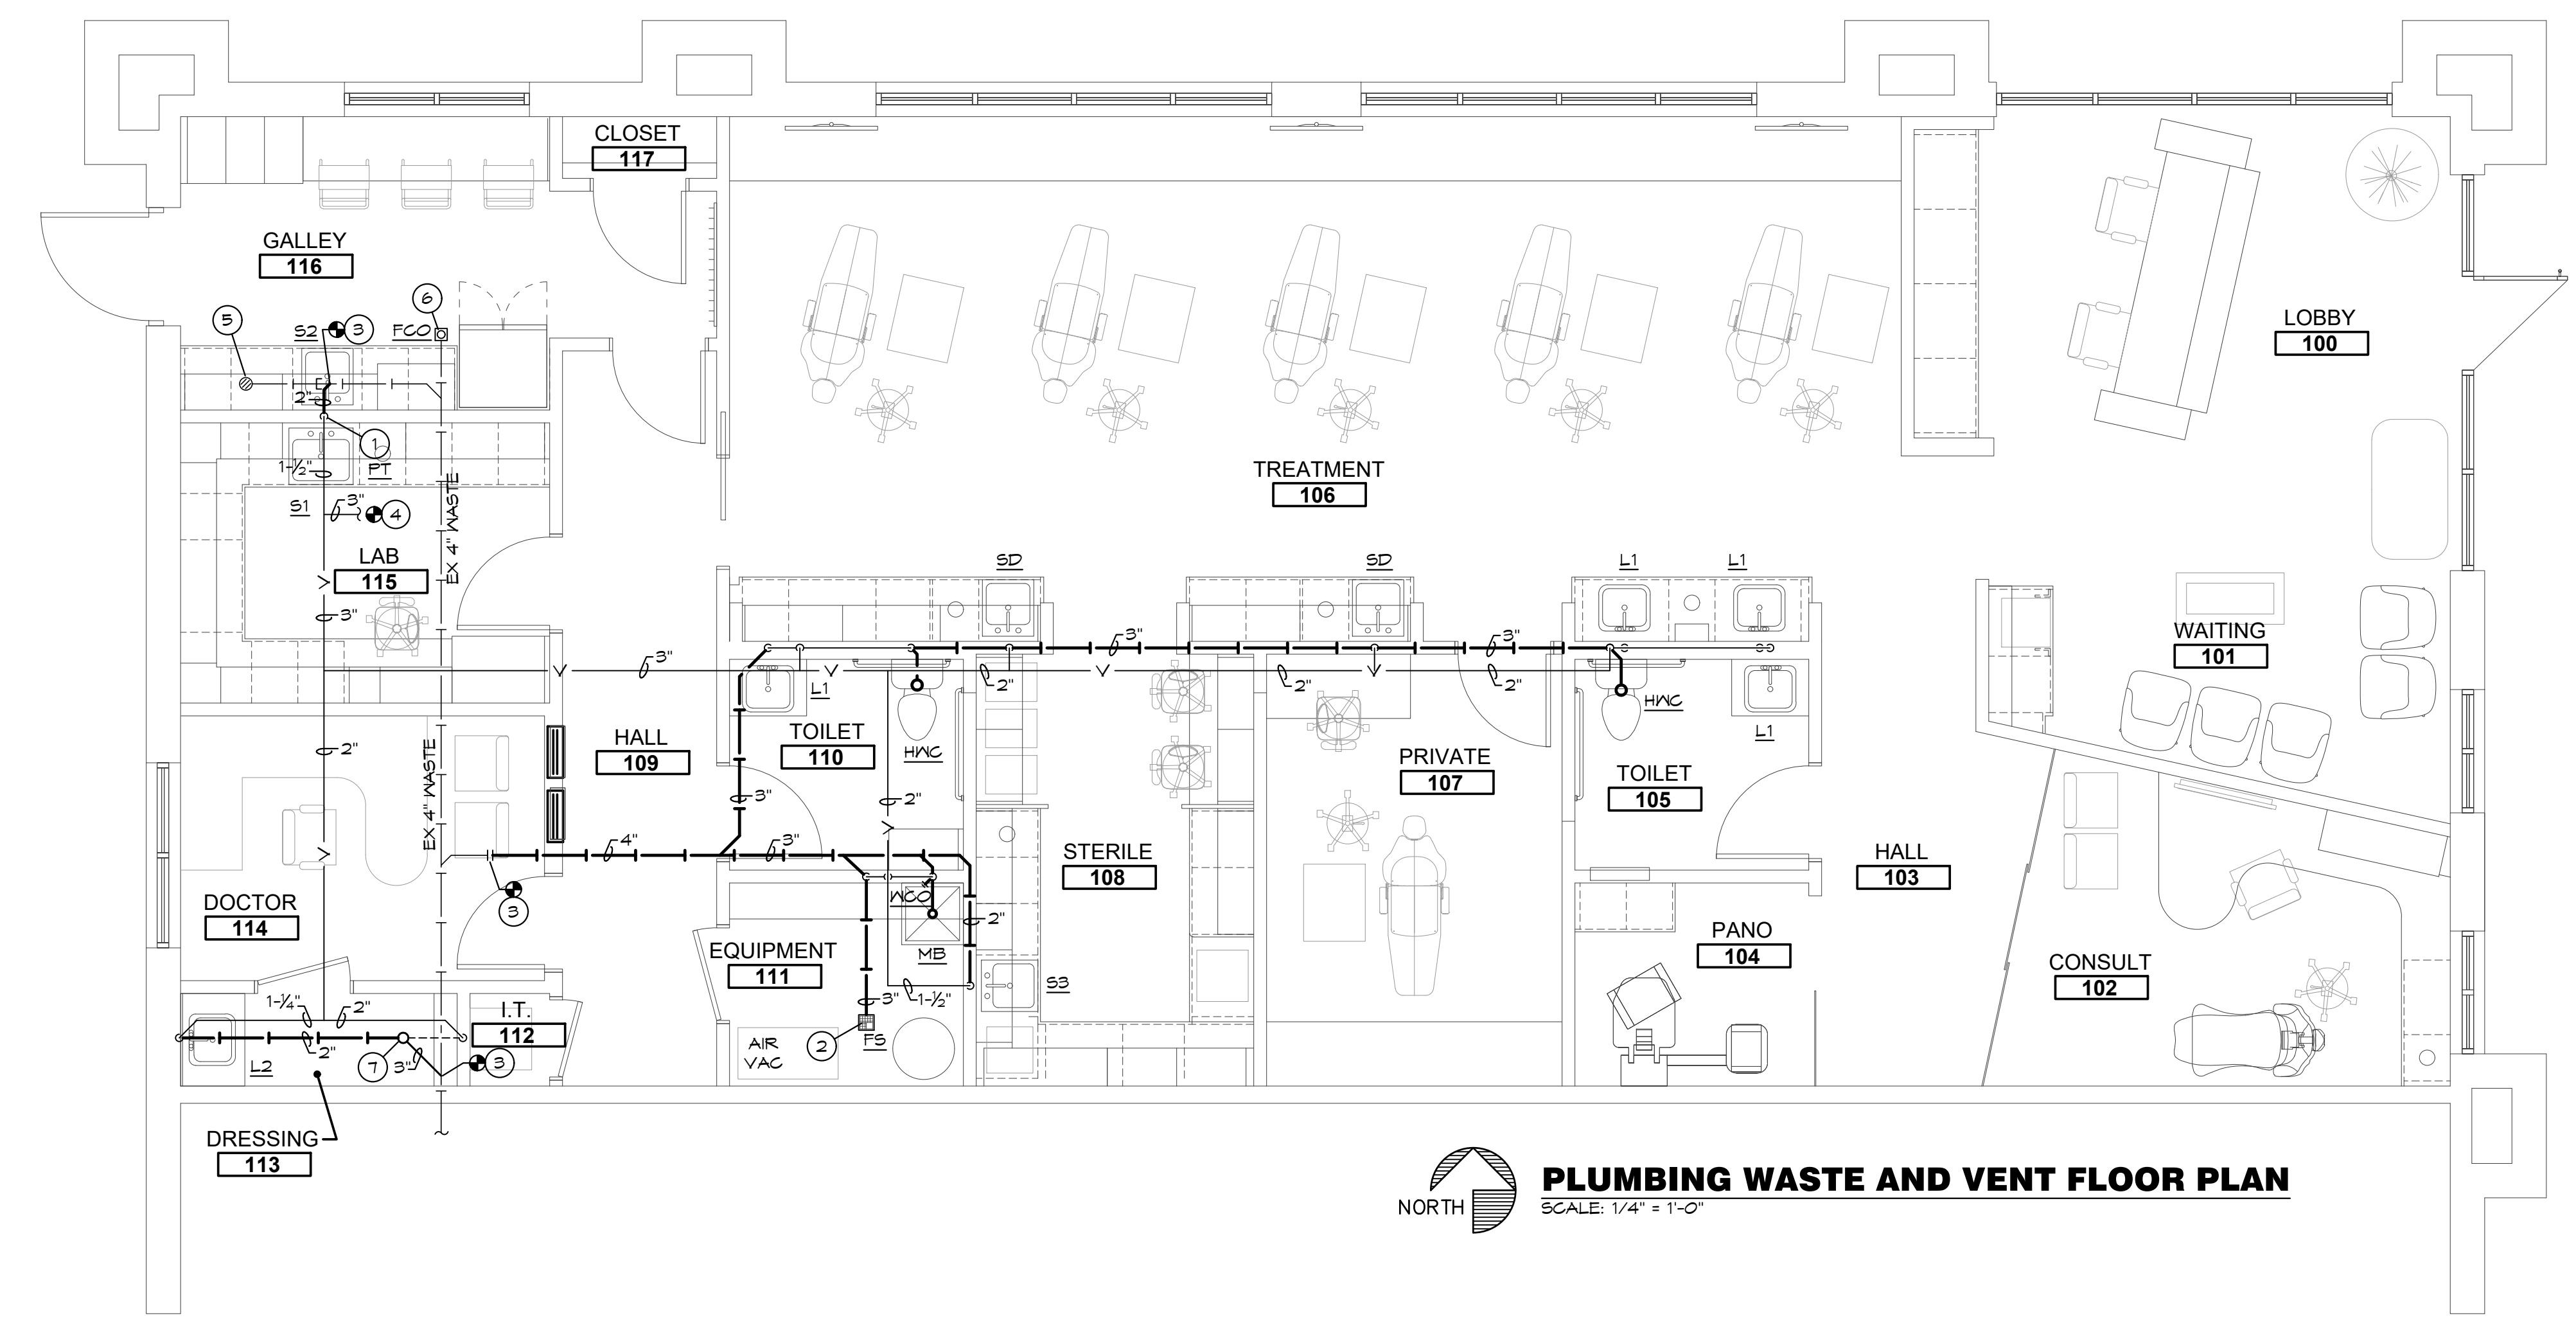 CLOSET
117
GALLEY
116
6
5
S2
3
FCO
LOBBY
100
2"
1
1-½"
PT
EX 4" WASTE
TREATMENT
106
S1
3"
4
LAB
115
SD
SD
L1
L1
3"
3"
3"
WAITING
101
3"
2"
2"
2"
L1
HWC
HALL
109
TOILET
110
HWC
L1
2"
EX 4" WASTE
PRIVATE
107
TOILET
105
3"
2"
4"
3"
STERILE
108
HALL
103
DOCTOR
114
3
WCO
2"
PANO
104
EQUIPMENT
111
MB
CONSULT
102
S3
1-¼"
2"
I.T.
112
3"
1-½"
2"
L2
7
3"
3
AIR
VAC
2
FS
DRESSING
113
NORTH
PLUMBING WASTE AND VENT FLOOR PLAN
SCALE: 1/4" = 1'-0"